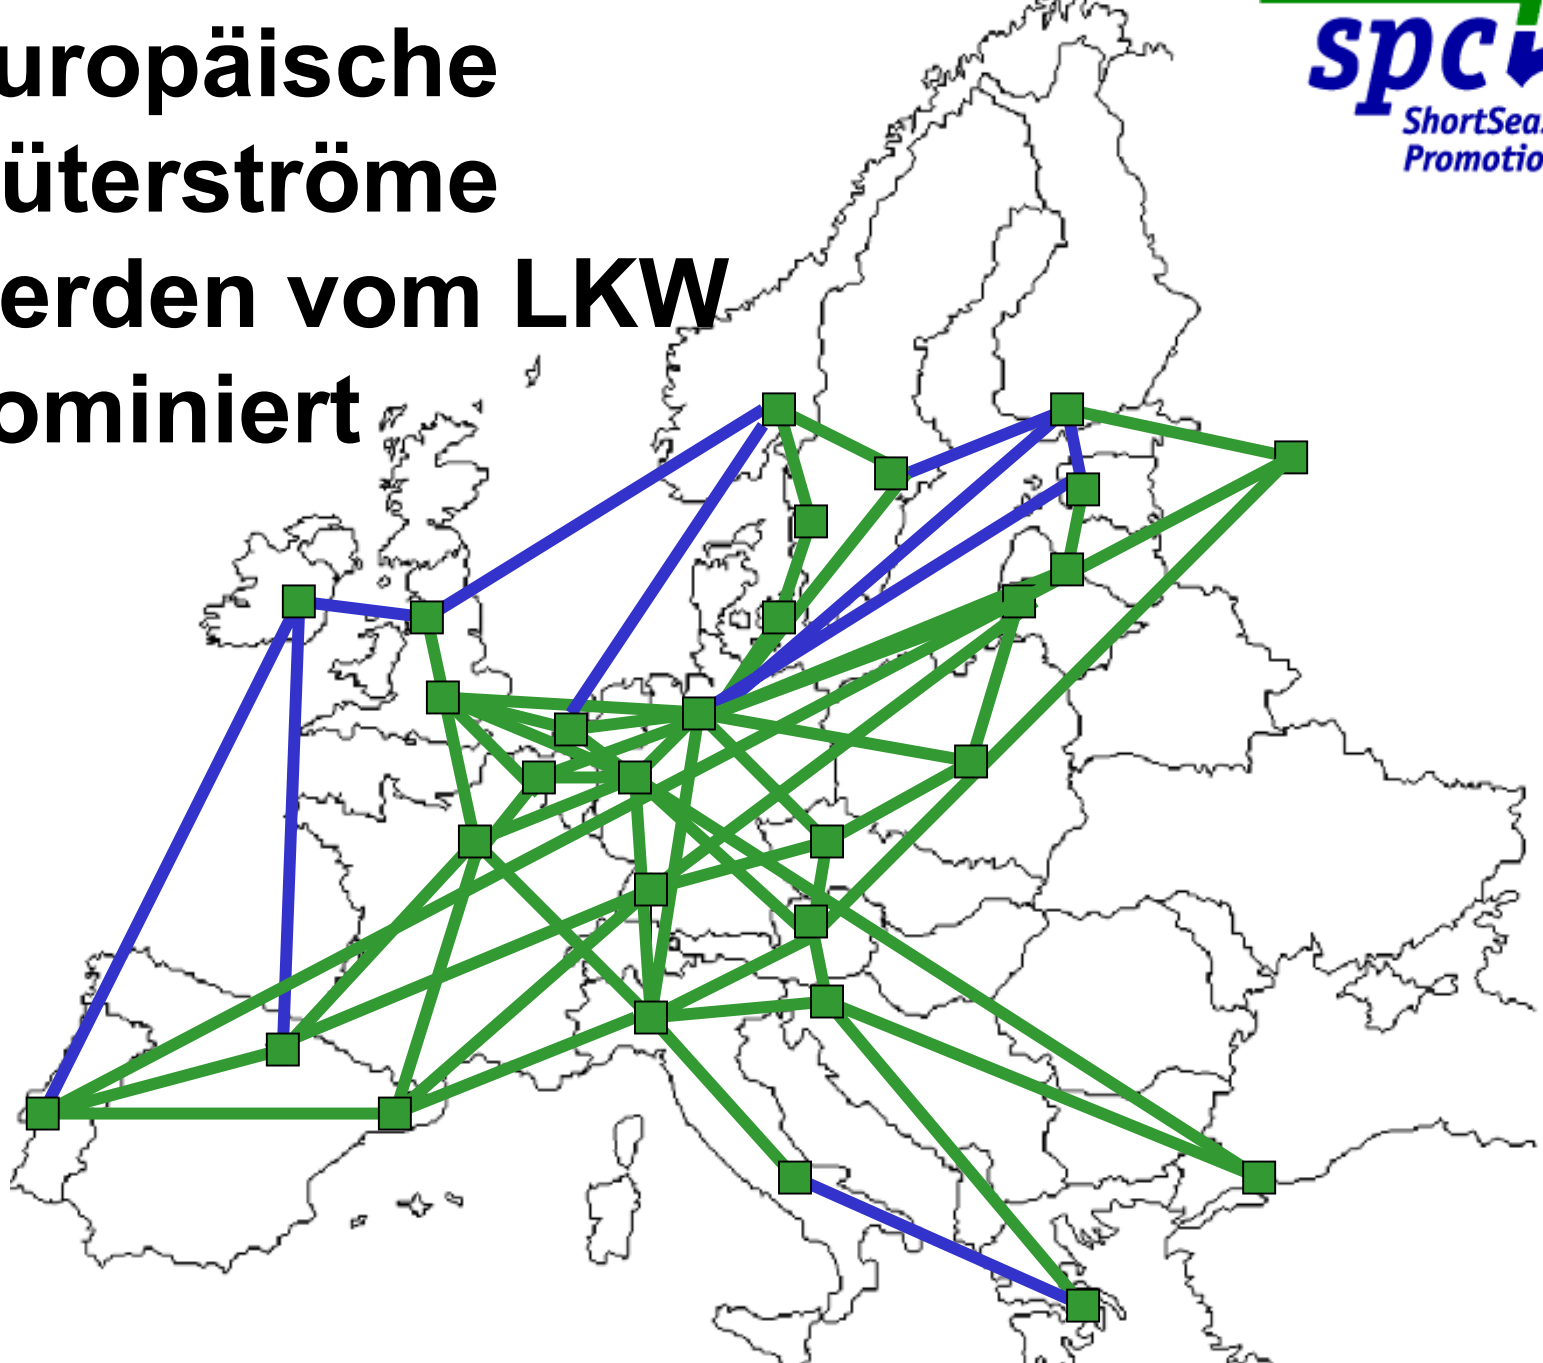 uropäische
üterströme
erden vom LKW
ominiert
spc
ShortSea
Promotio